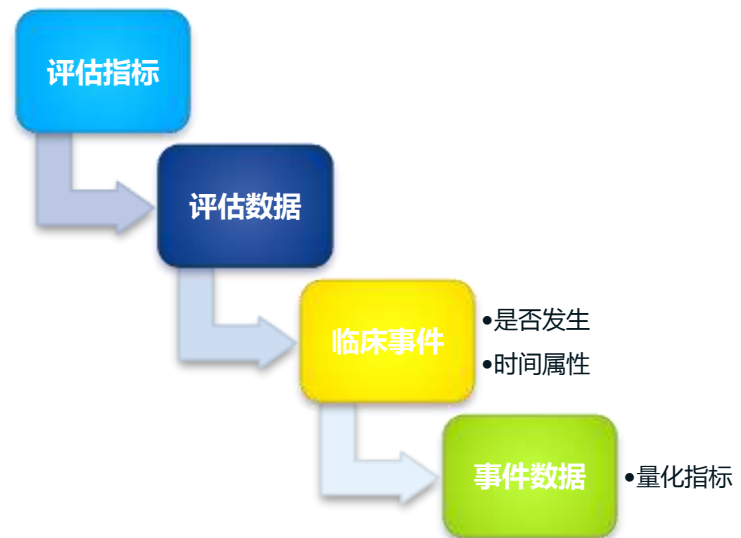 评估指标
评估数据
临床事件
•是否发生
•时间属性
事件数据
•量化指标